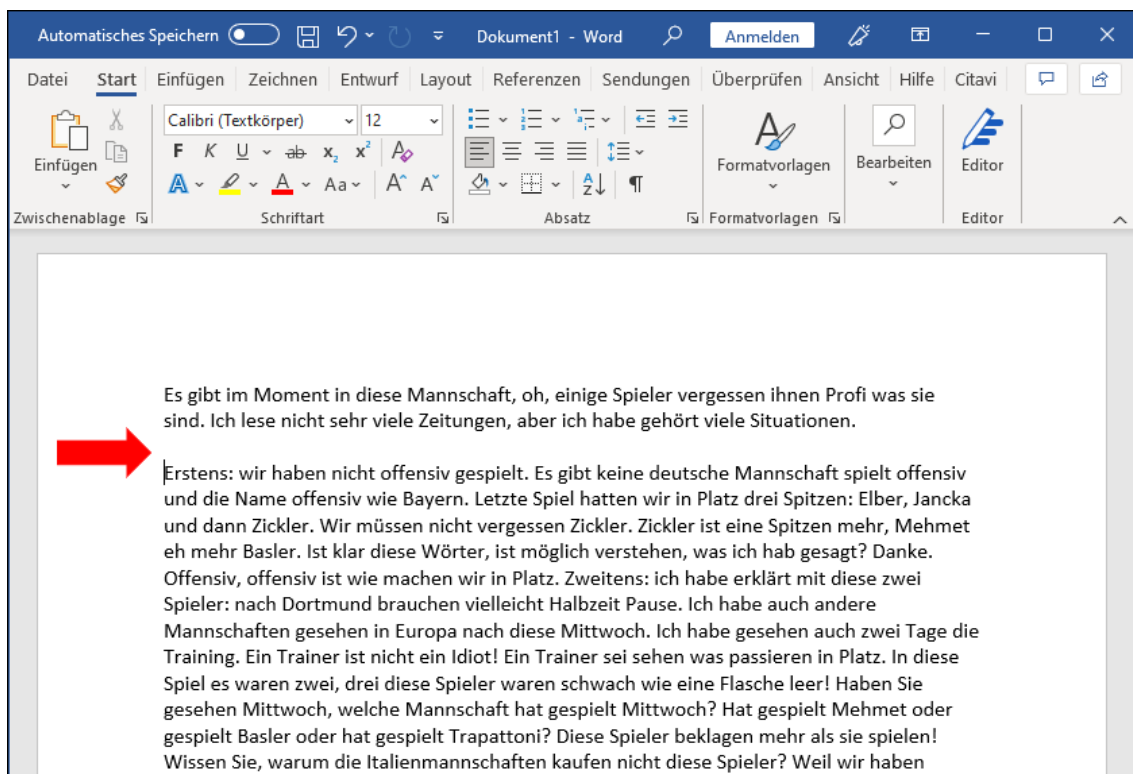 Automatisches Speichern Dokument1 - Word Anmelden
Datei Start Einfügen Zeichnen Entwurf Layout Referenzen Sendungen Überprüfen Ansicht Hilfe Citavi
Calibri (Textkörper) 12
Einfügen F K U ab x₂ x² A Formatvorlagen Bearbeiten Editor
A A Aa A A A Z ¶
Zwischenablage Schriftart Absatz Formatvorlagen Editor
Es gibt im Moment in diese Mannschaft, oh, einige Spieler vergessen ihnen Profi was sie
sind. Ich lese nicht sehr viele Zeitungen, aber ich habe gehört viele Situationen.
Erstens: wir haben nicht offensiv gespielt. Es gibt keine deutsche Mannschaft spielt offensiv
und die Name offensiv wie Bayern. Letzte Spiel hatten wir in Platz drei Spitzen: Elber, Jancka
und dann Zickler. Wir müssen nicht vergessen Zickler. Zickler ist eine Spitzen mehr, Mehmet
eh mehr Basler. Ist klar diese Wörter, ist möglich verstehen, was ich hab gesagt? Danke.
Offensiv, offensiv ist wie machen wir in Platz. Zweitens: ich habe erklärt mit diese zwei
Spieler: nach Dortmund brauchen vielleicht Halbzeit Pause. Ich habe auch andere
Mannschaften gesehen in Europa nach diese Mittwoch. Ich habe gesehen auch zwei Tage die
Training. Ein Trainer ist nicht ein Idiot! Ein Trainer sei sehen was passieren in Platz. In diese
Spiel es waren zwei, drei diese Spieler waren schwach wie eine Flasche leer! Haben Sie
gesehen Mittwoch, welche Mannschaft hat gespielt Mittwoch? Hat gespielt Mehmet oder
gespielt Basler oder hat gespielt Trapattoni? Diese Spieler beklagen mehr als sie spielen!
Wissen Sie, warum die Italienmannschaften kaufen nicht diese Spieler? Weil wir haben